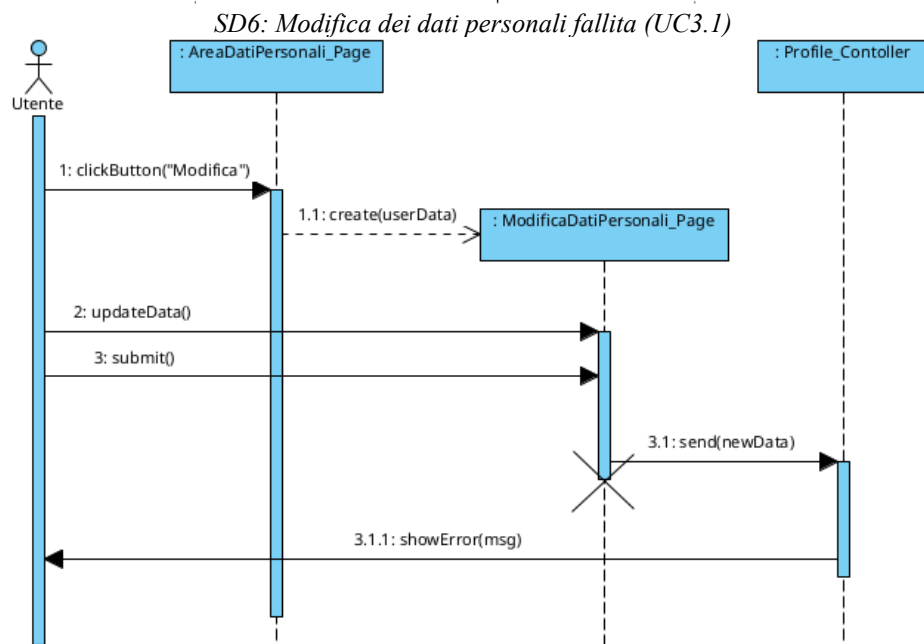 SD6: Modifica dei dati personali fallita (UC3.1)
: AreaDatiPersonali_Page
: Profile_Contoller
Utente
1: clickButton("Modifica")
1.1: create(userData)
: ModificaDatiPersonali_Page
2: updateData()
3: submit()
3.1: send(newData)
3.1.1: showError(msg)